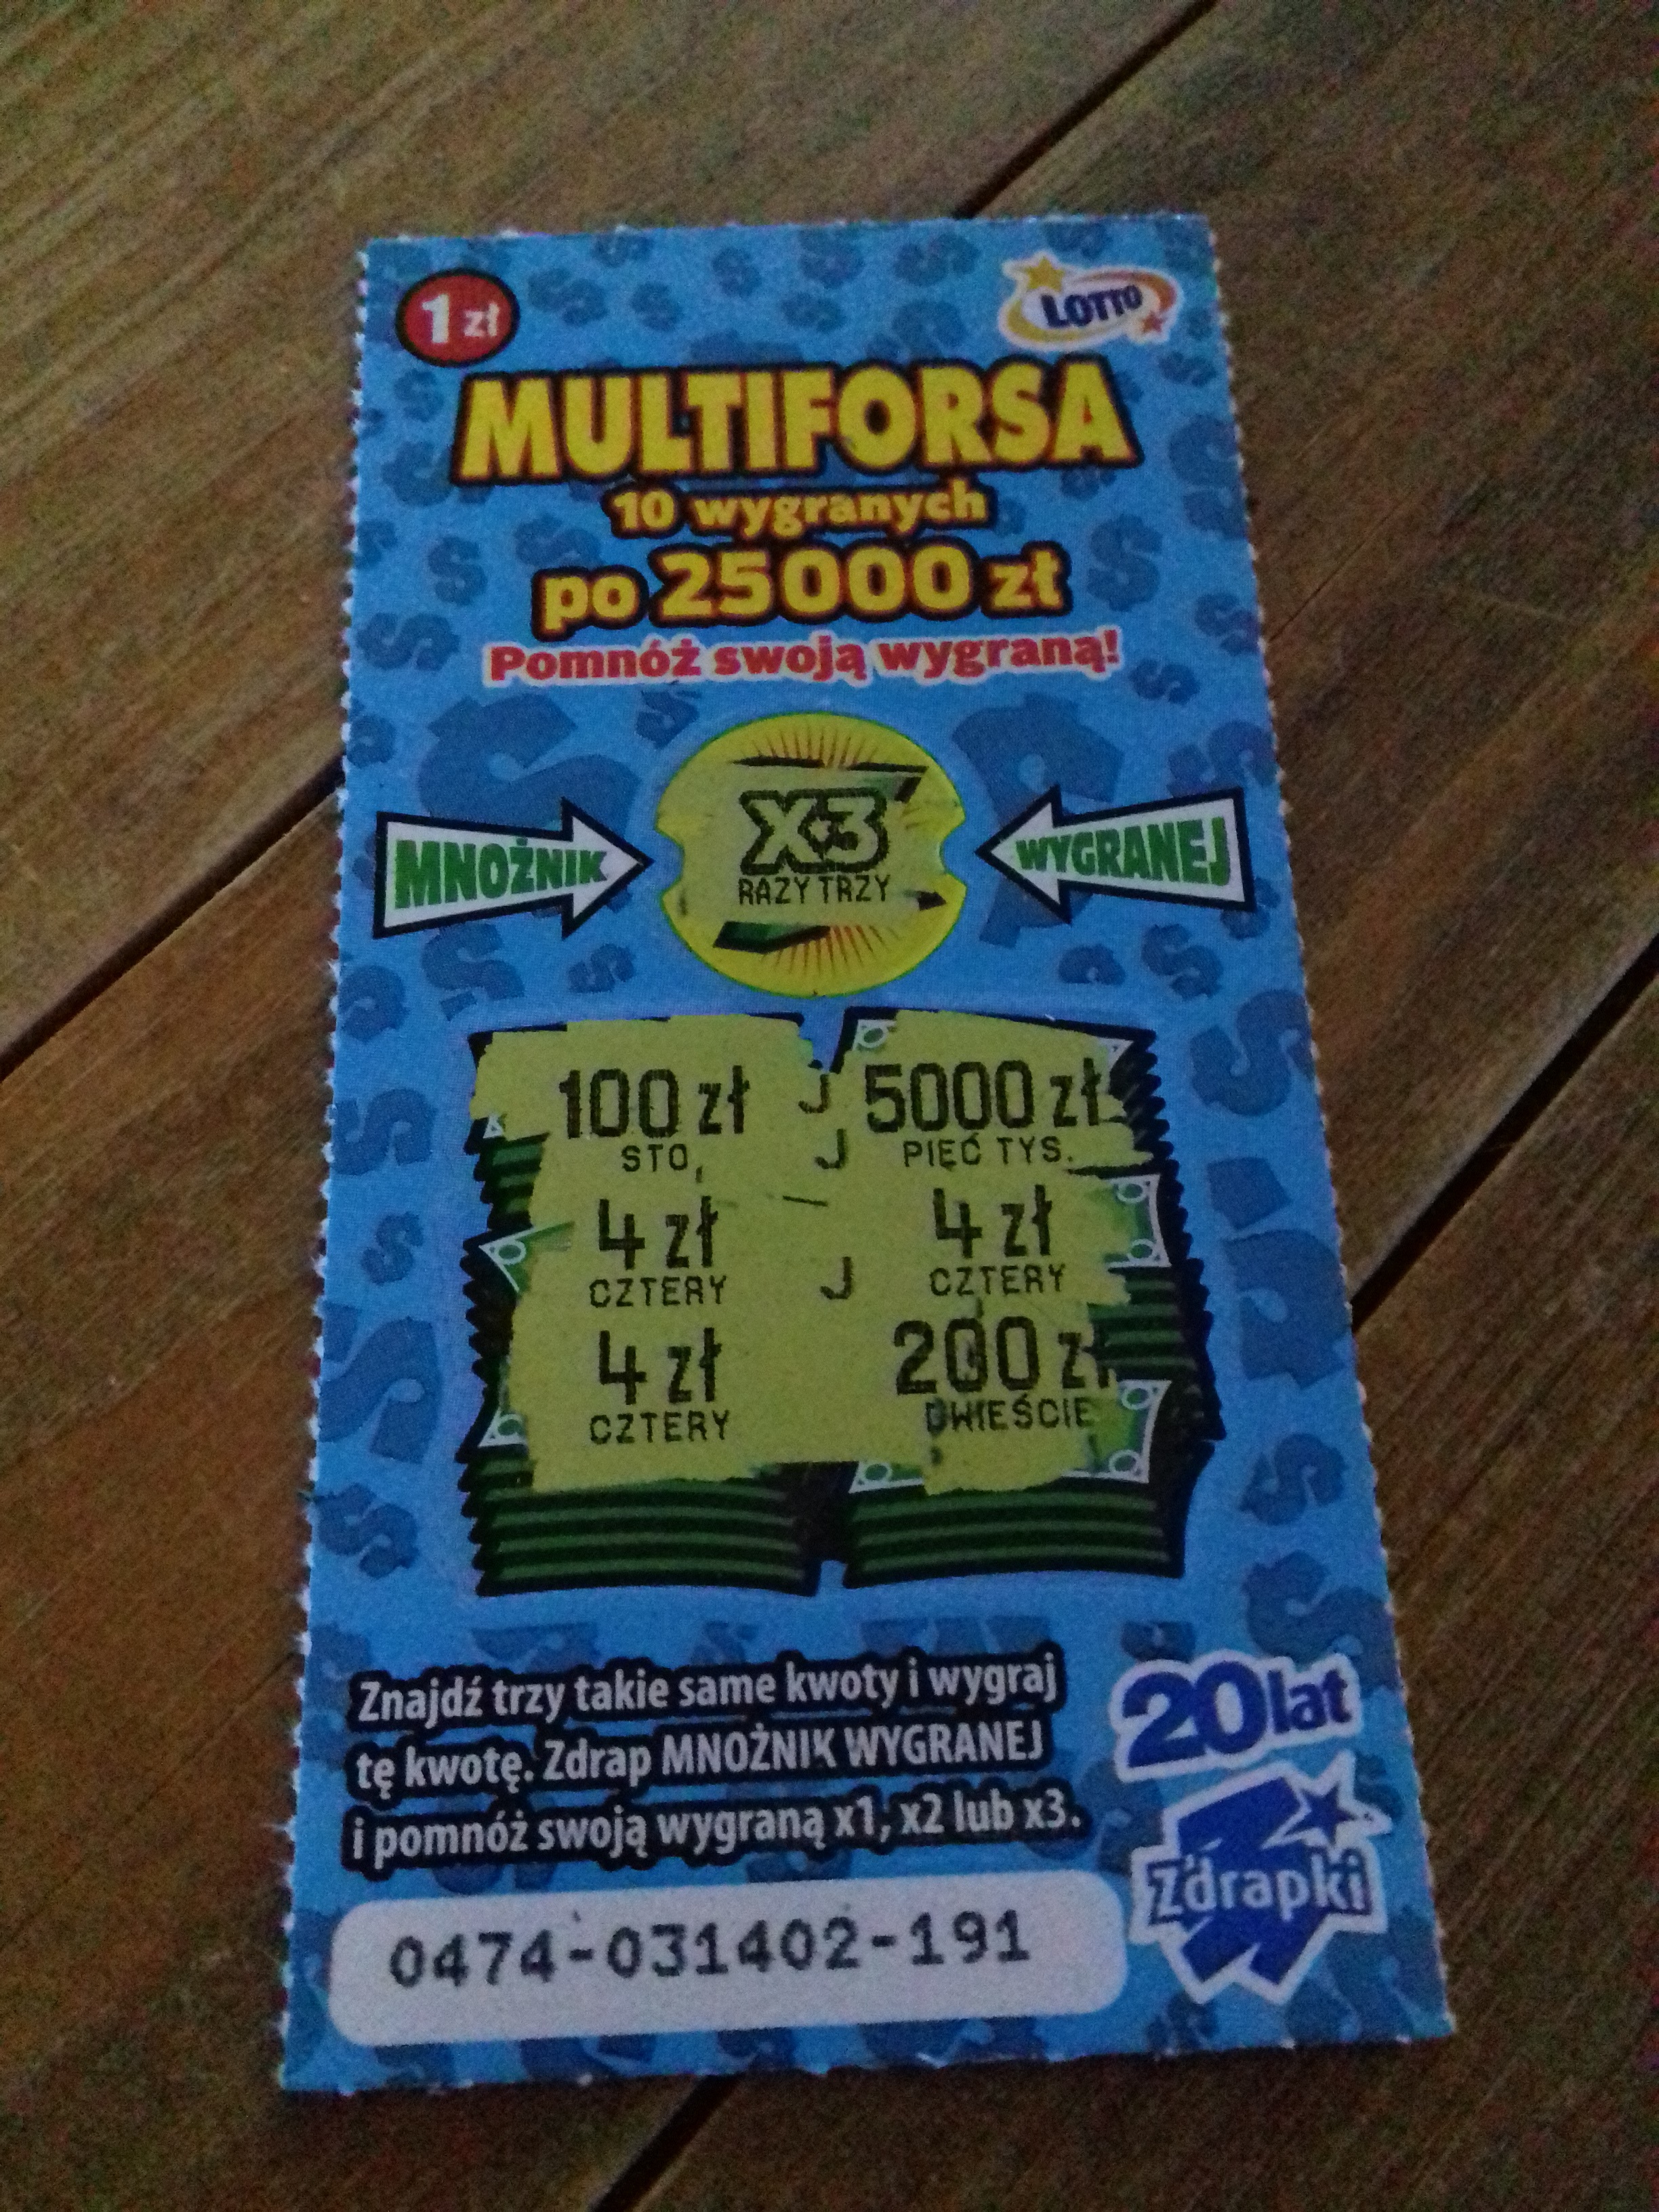 1 zł
LOTTO
MULTIFORSA
10 wygranych
po 25000 zł
Pomnóż swoją wygraną!
MNOŻNIK
X3
RAZY TRZY
WYGRANEJ
100 zł J 5000 zł
STO J PIĘĆ TYS.
4 zł 4 zł
CZTERY J CZTERY
4 zł 200 zł
CZTERY DWIEŚCIE
Znajdź trzy takie same kwoty i wygraj
tę kwotę. Zdrap MNOŻNIK WYGRANEJ
i pomnóż swoją wygraną x1, x2 lub x3.
20 lat
Zdrapki
0474-031402-191